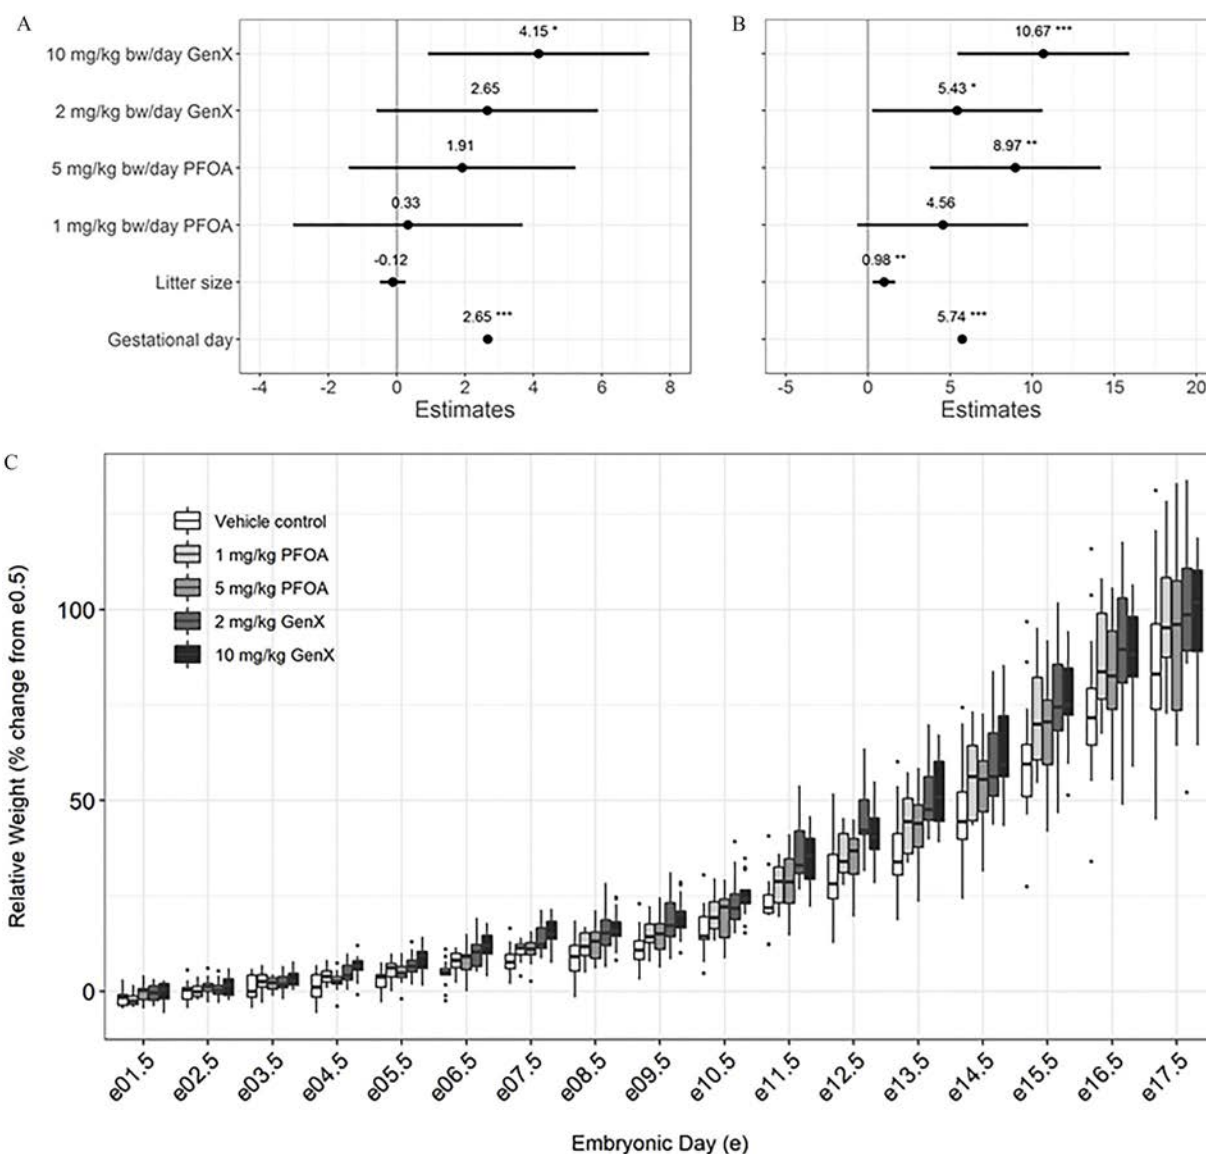 A
10 mg/kg bw/day GenX
2 mg/kg bw/day GenX
5 mg/kg bw/day PFOA
1 mg/kg bw/day PFOA
Litter size
Gestational day
4.15 *
2.65
1.91
0.33
-0.12
2.65 ***
-4 -2 0 2 4 6 8
Estimates
B
10.67 ***
5.43 *
8.97 **
4.56
0.98 **
5.74 ***
-5 0 5 10 15 20
Estimates
C
Relative Weight (% change from e0.5)
100
50
0
Vehicle control
1 mg/kg PFOA
5 mg/kg PFOA
2 mg/kg GenX
10 mg/kg GenX
e01.5 e02.5 e03.5 e04.5 e05.5 e06.5 e07.5 e08.5 e09.5 e10.5 e11.5 e12.5 e13.5 e14.5 e15.5 e16.5 e17.5
Embryonic Day (e)